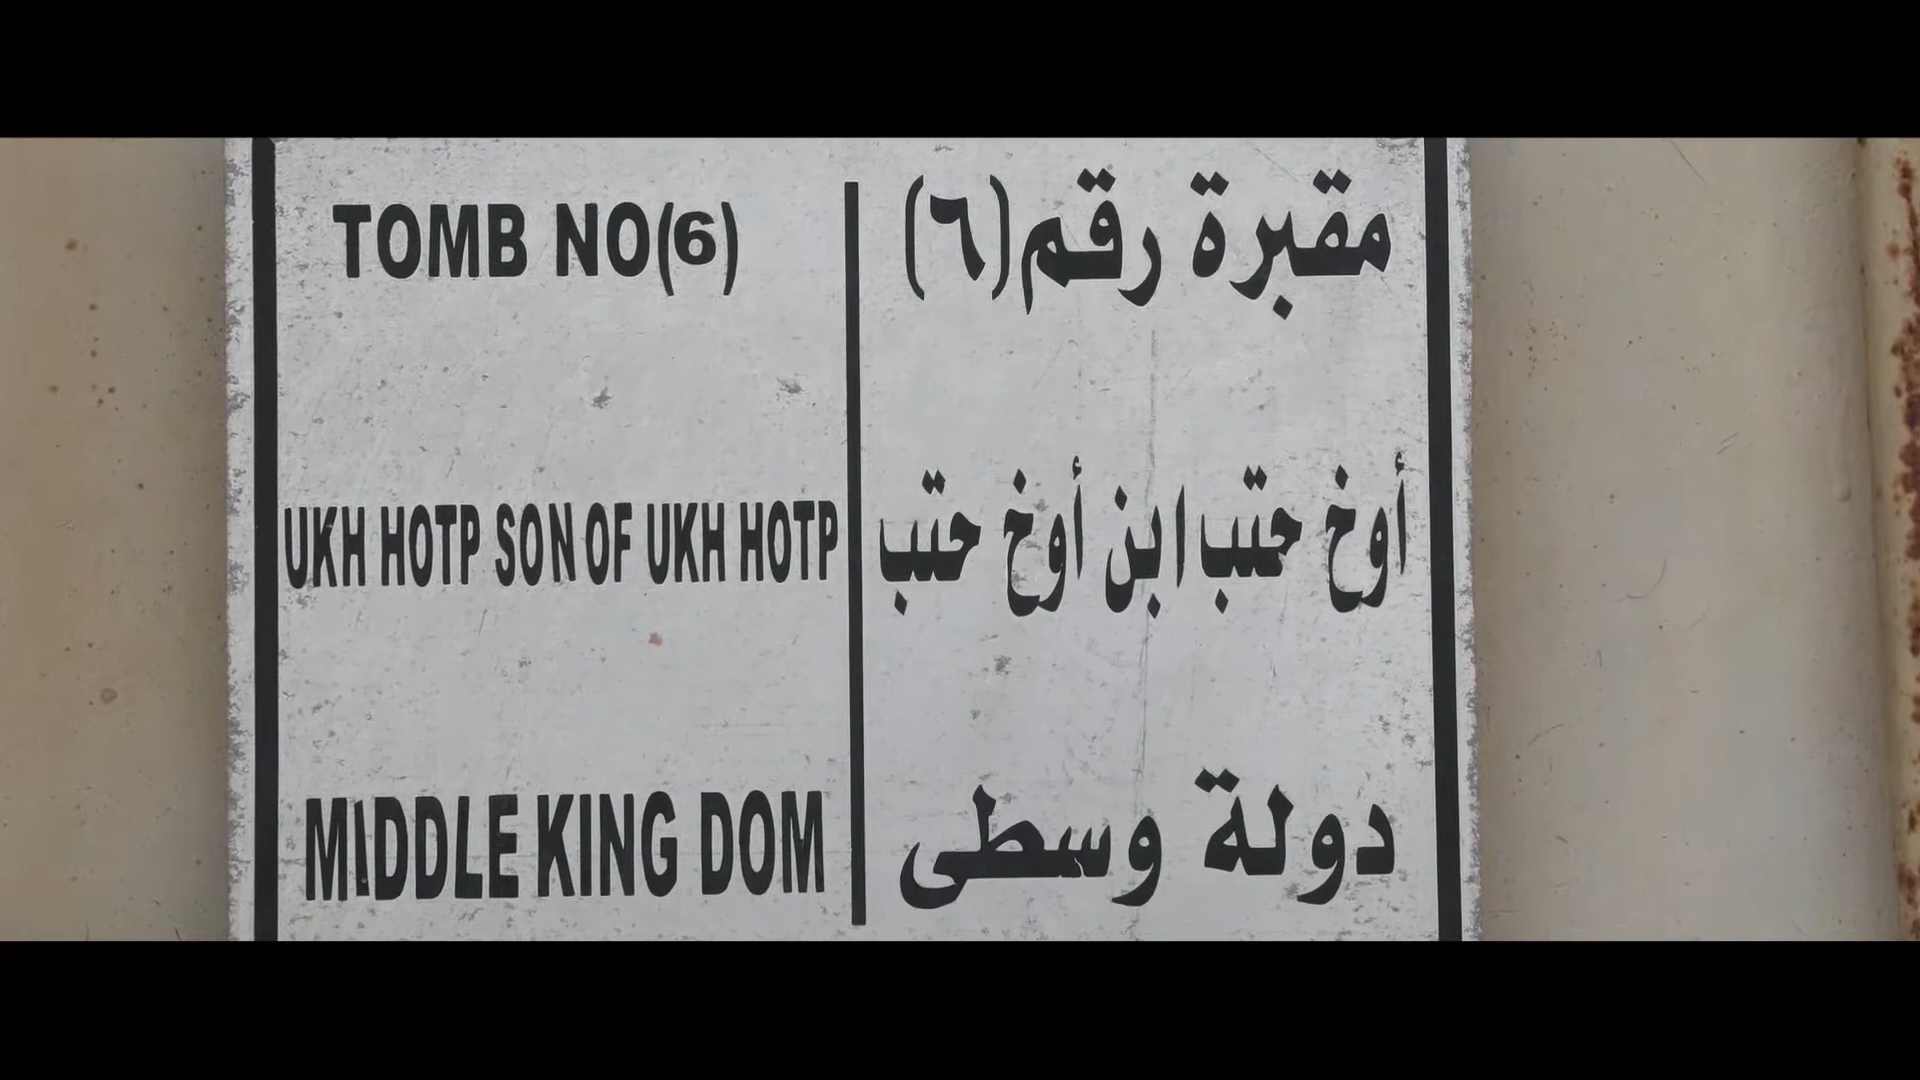 TOMB NO(6)
مقبرة رقم(٦)
UKH HOTP SON OF UKH HOTP
أوخ حتب ابن أوخ حتب
MIDDLE KING DOM
دولة وسطى